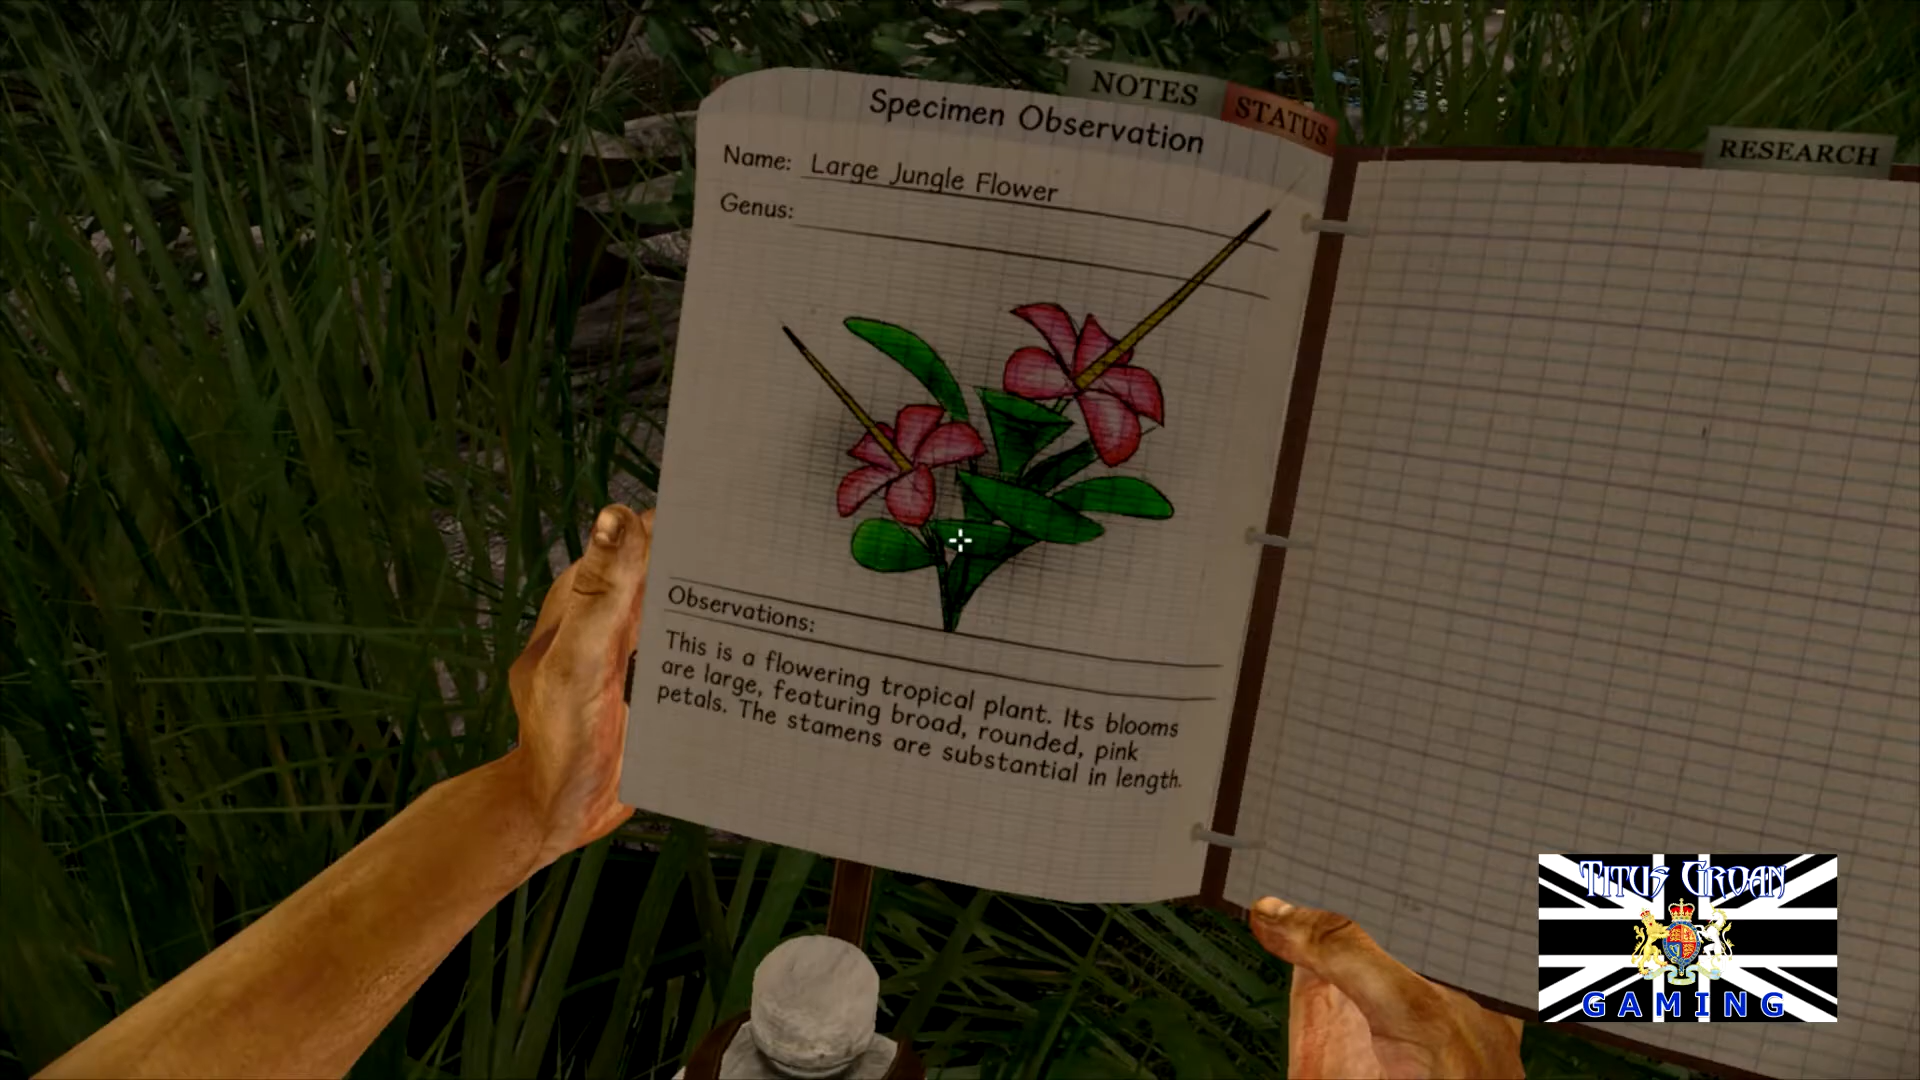 NOTES
STATUS
RESEARCH
Specimen Observation
Name: Large Jungle Flower
Genus:
Observations:
This is a flowering tropical plant. Its blooms
are large, featuring broad, rounded, pink
petals. The stamens are substantial in length.
TITUS GROAN
GAMING